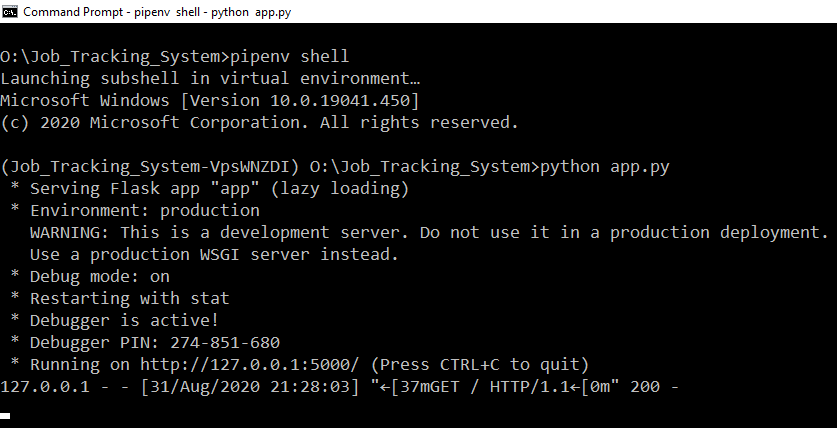 Command Prompt - pipenv  shell - python  app.py
O:\Job_Tracking_System>pipenv shell
Launching subshell in virtual environment…
Microsoft Windows [Version 10.0.19041.450]
(c) 2020 Microsoft Corporation. All rights reserved.
(Job_Tracking_System-VpsWNZDI) O:\Job_Tracking_System>python app.py
 * Serving Flask app "app" (lazy loading)
 * Environment: production
   WARNING: This is a development server. Do not use it in a production deployment.
   Use a production WSGI server instead.
 * Debug mode: on
 * Restarting with stat
 * Debugger is active!
 * Debugger PIN: 274-851-680
 * Running on http://127.0.0.1:5000/ (Press CTRL+C to quit)
127.0.0.1 - - [31/Aug/2020 21:28:03] "←[37mGET / HTTP/1.1←[0m" 200 -